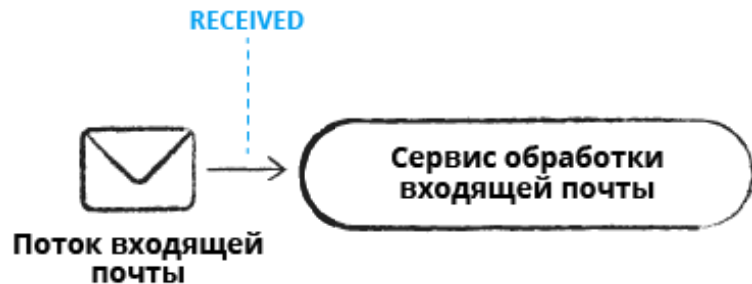 RECEIVED
Сервис обработки
входящей почты
Поток входящей
почты